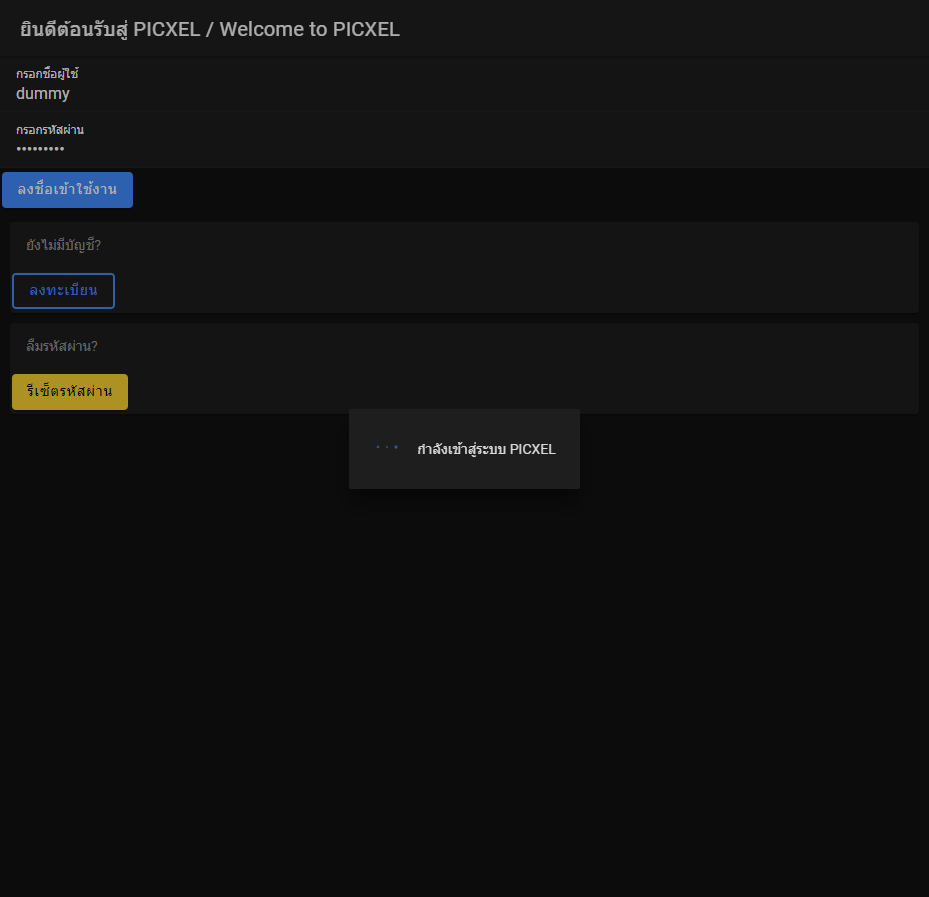 ยินดีต้อนรับสู่ PICXEL / Welcome to PICXEL
กรอกชื่อผู้ใช้
dummy
กรอกรหัสผ่าน
•••••••••
ลงชื่อเข้าใช้งาน
ยังไม่มีบัญชี?
ลงทะเบียน
ลืมรหัสผ่าน?
รีเซ็ตรหัสผ่าน
กำลังเข้าสู่ระบบ PICXEL